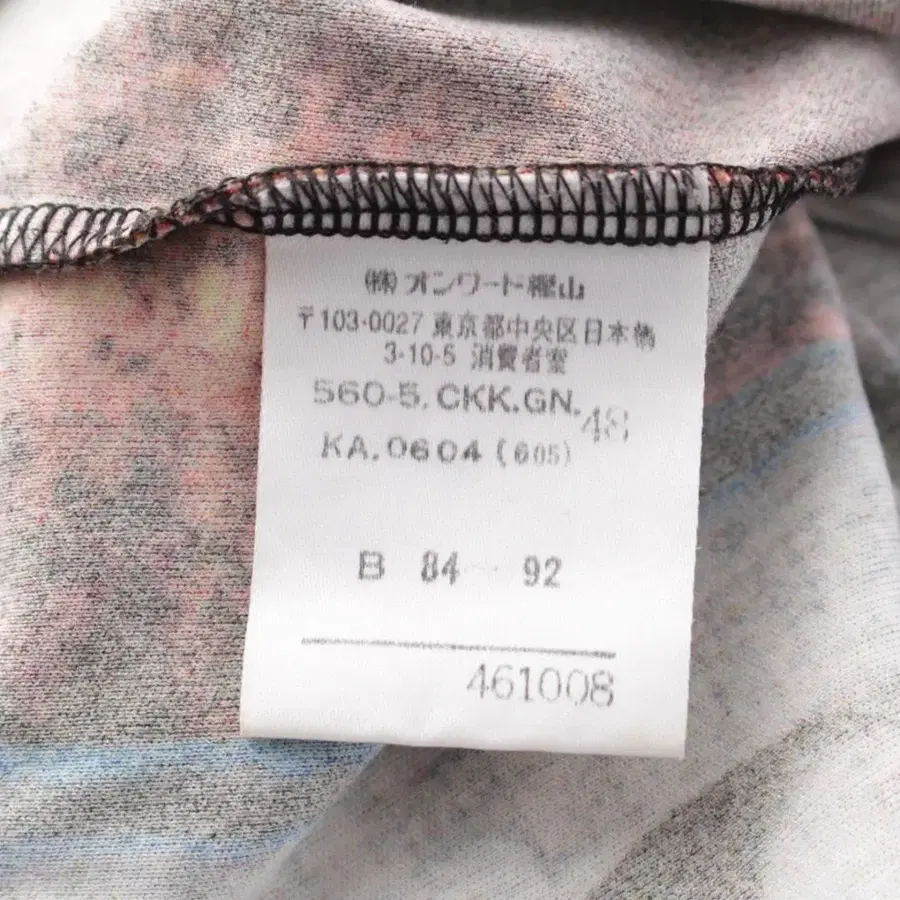 ㈱オンワード樫山
〒103-0027 東京都中央区日本橋
3-10-5 消費者室
560-5.CKK.GN.48
KA.0604(605)
B 84 - 92
461008